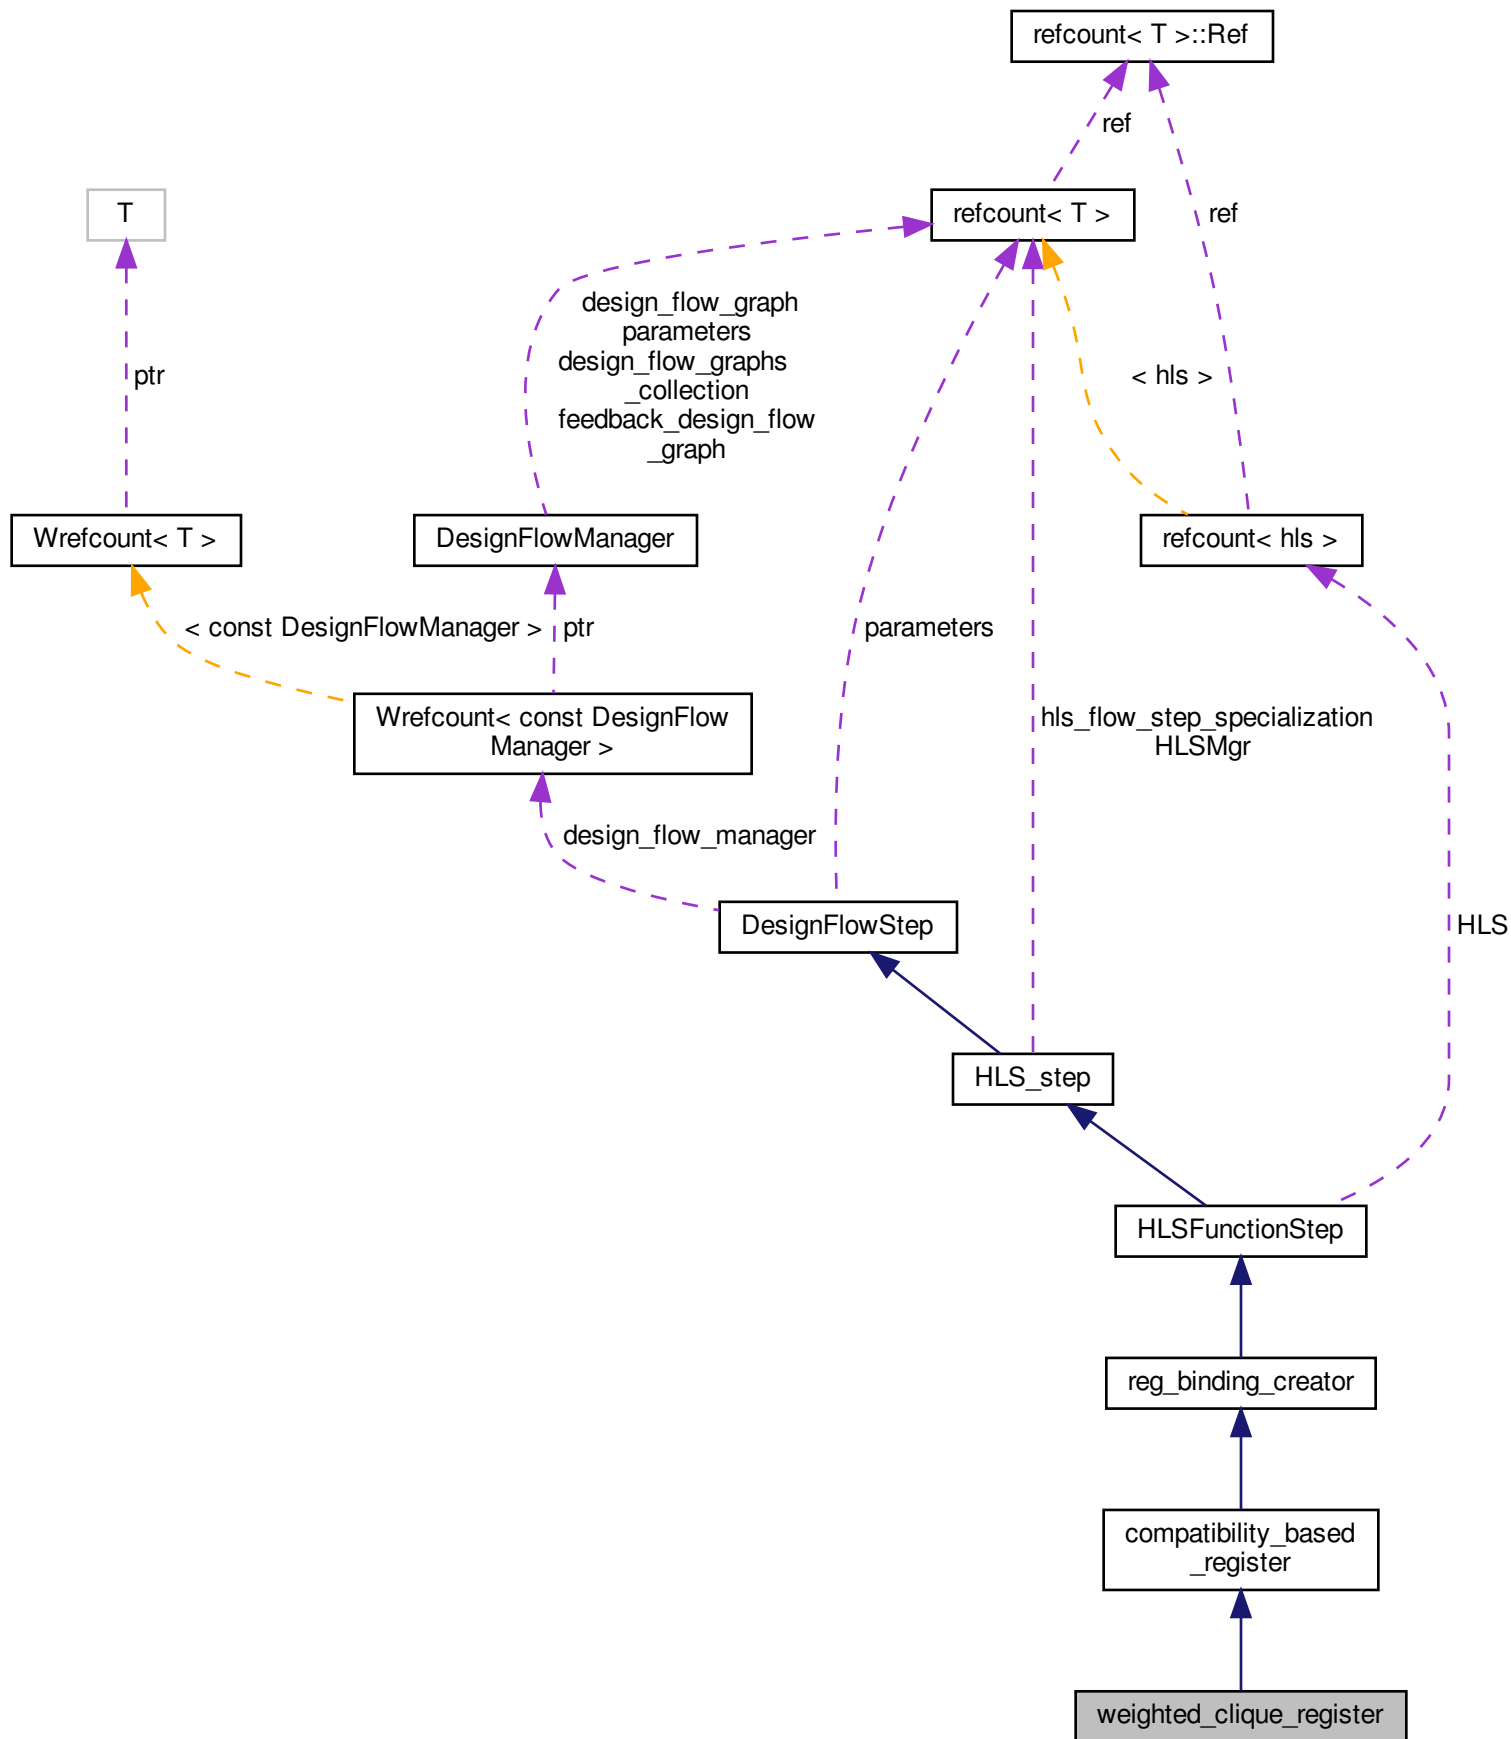 refcount< T >::Ref
ref
T
refcount< T >
ref
design_flow_graph
parameters
design_flow_graphs
_collection
feedback_design_flow
_graph
ptr
< hls >
Wrefcount< T >
DesignFlowManager
refcount< hls >
< const DesignFlowManager >
ptr
parameters
Wrefcount< const DesignFlow
Manager >
hls_flow_step_specialization
HLSMgr
design_flow_manager
DesignFlowStep
HLS
HLS_step
HLSFunctionStep
reg_binding_creator
compatibility_based
_register
weighted_clique_register